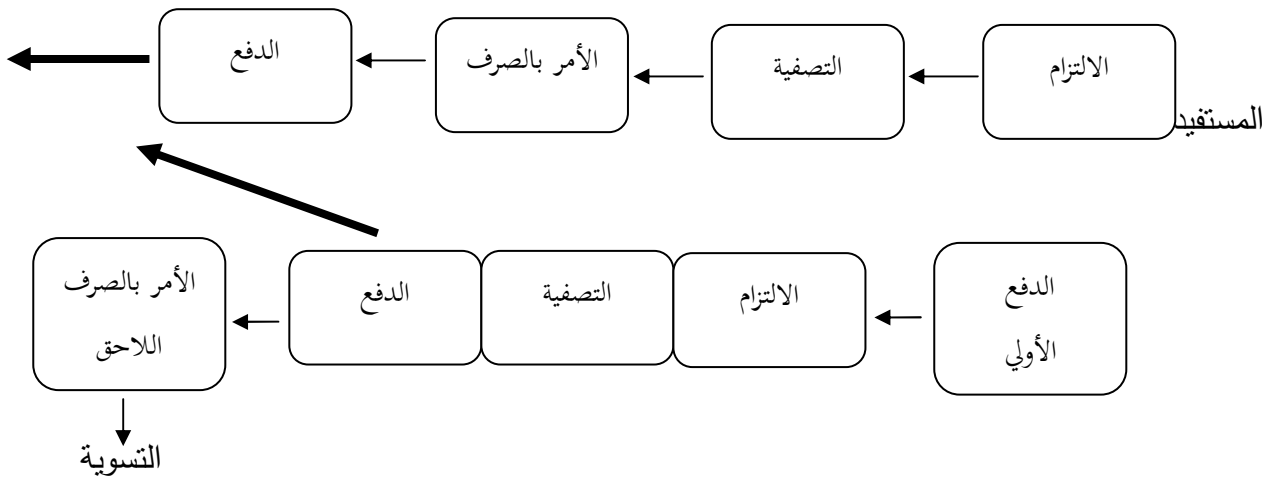 الالتزام
التصفية
الأمر بالصرف
الدفع
المستفيد
الدفع
الأولي
الالتزام
التصفية
الدفع
الأمر بالصرف
اللاحق
التسوية